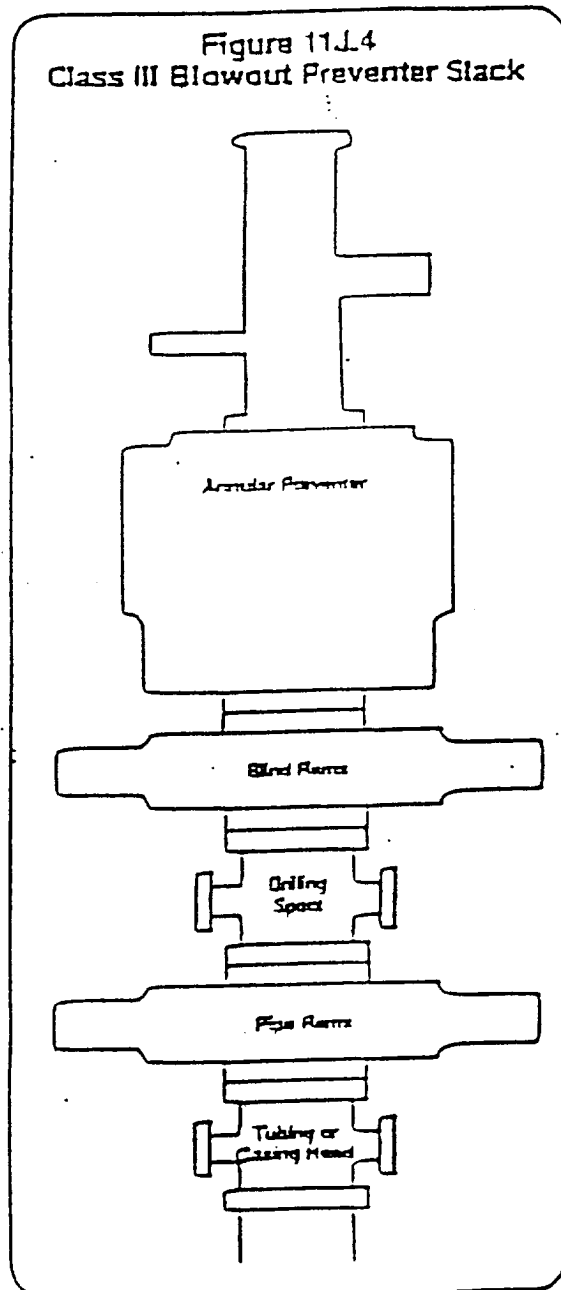 Figure 11.J.4
Class III Blowout Preventer Stack
Annular Preventer
Blind Rams
Drilling
Spool
Pipe Rams
Tubing or
Casing Head